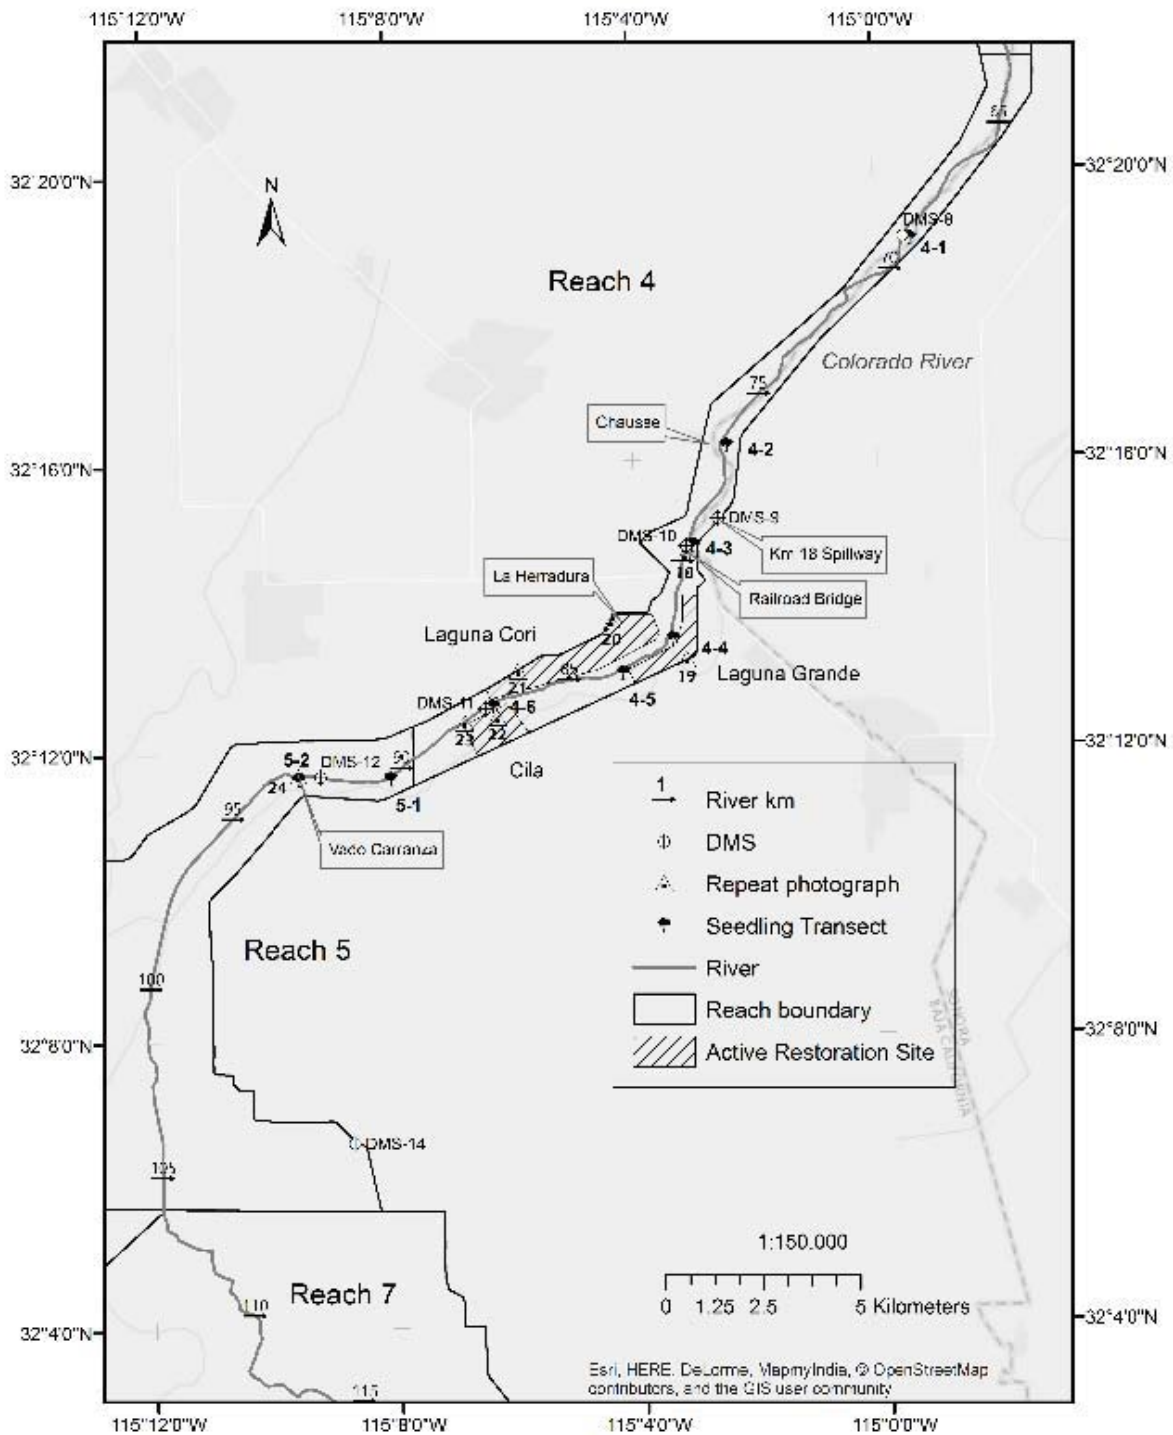 115°12'0"W 115°8'0"W 115°4'0"W 115°0'0"W
N
32°20'0"N
32°20'0"N
65
DMS-8
4-1
70
Reach 4
Colorado River
75
Chausse
4-2
32°16'0"N
32°16'0"N
DMS-9
DMS-10
4-3
Km 18 Spillway
18
La Herradura
Railroad Bridge
20
Laguna Cori
4-4
Laguna Grande
19
85
21
4-5
DMS-11
4-6
23
22
32°12'0"N
32°12'0"N
5-2
DMS-12
90
Cila
24
5-1
95
Vado Carranza
1
River km
DMS
Repeat photograph
Seedling Transect
River
Reach boundary
Active Restoration Site
Reach 5
100
SONORA
BAJA CALIFORNIA
32°8'0"N
32°8'0"N
DMS-14
105
1:150.000
Reach 7
110
0 1.25 2.5 5 Kilometers
32°4'0"N
32°4'0"N
Esri, HERE, DeLorme, MapmyIndia, © OpenStreetMap
contributors, and the GIS user community
115
115°12'0"W 115°8'0"W 115°4'0"W 115°0'0"W